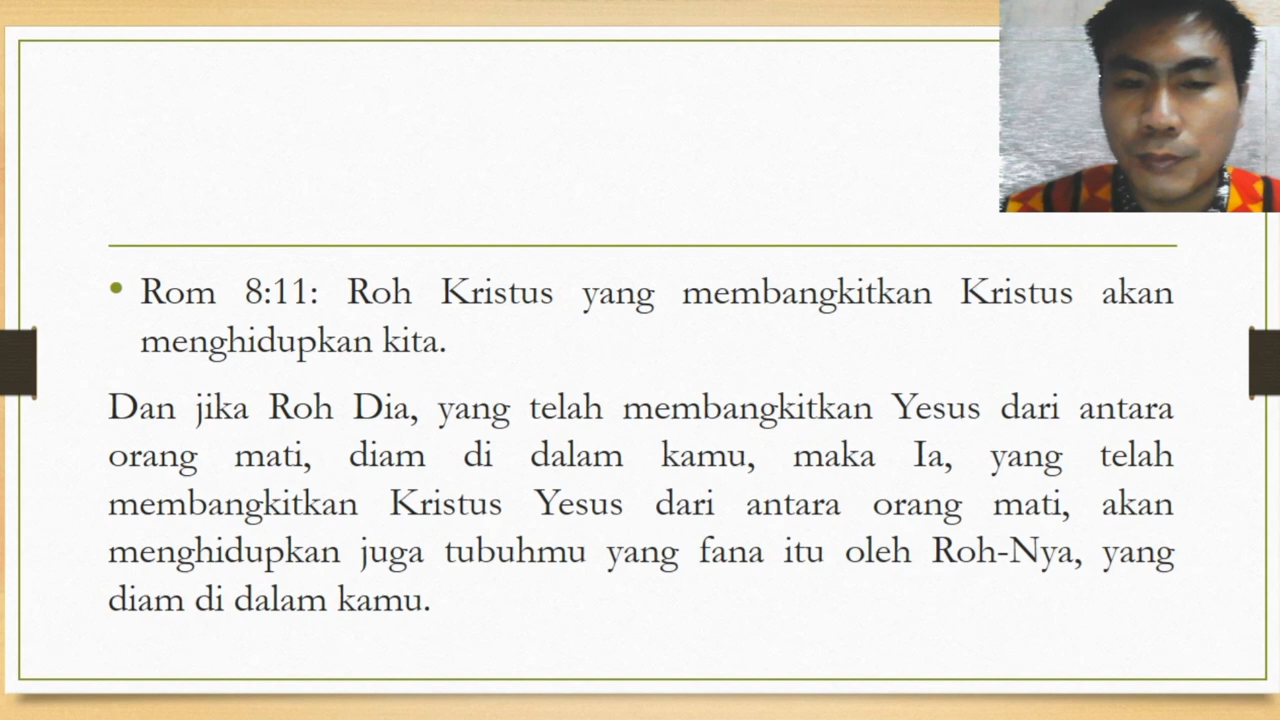 • Rom 8:11: Roh Kristus yang membangkitkan Kristus akan
menghidupkan kita.
Dan jika Roh Dia, yang telah membangkitkan Yesus dari antara
orang mati, diam di dalam kamu, maka Ia, yang telah
membangkitkan Kristus Yesus dari antara orang mati, akan
menghidupkan juga tubuhmu yang fana itu oleh Roh-Nya, yang
diam di dalam kamu.